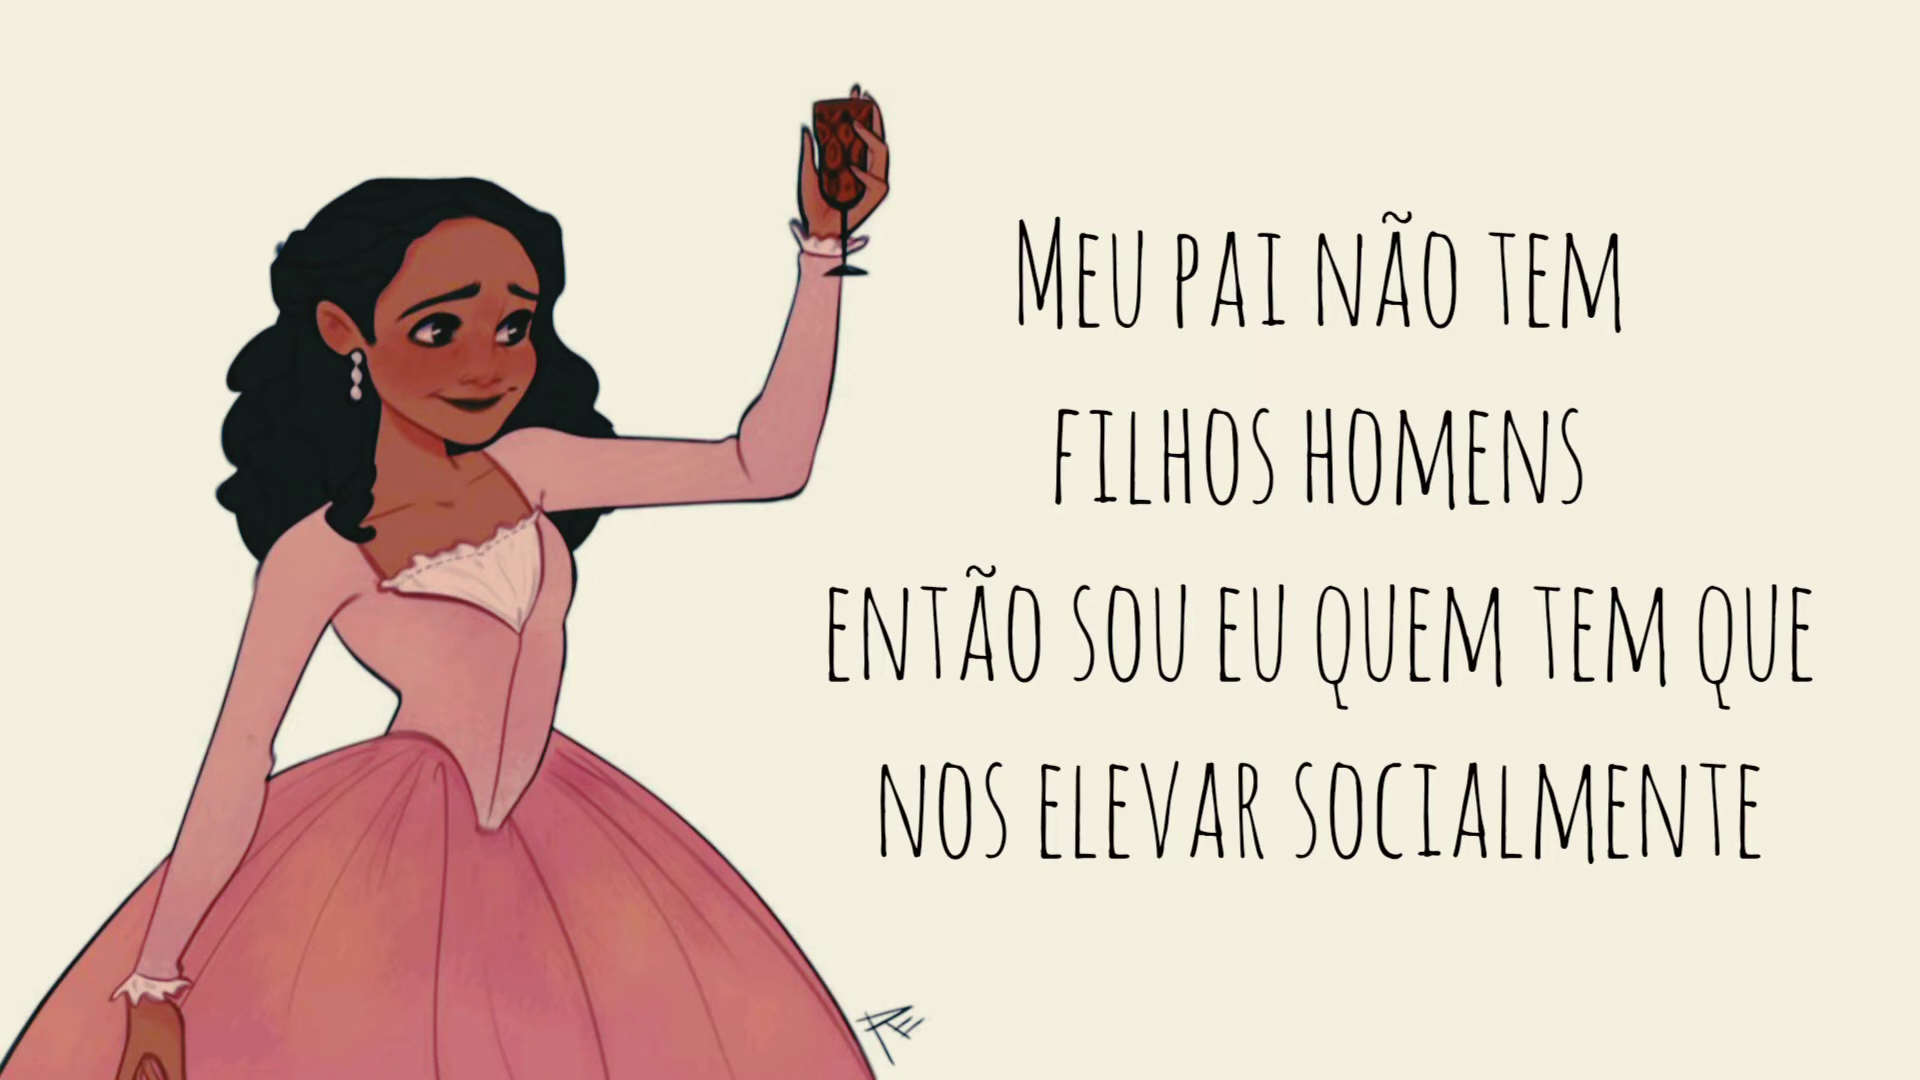 Meu pai não tem
filhos homens
então sou eu quem tem que
nos elevar socialmente